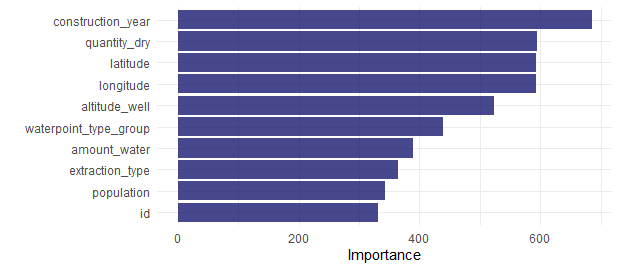 construction_year
quantity_dry
latitude
longitude
altitude_well
waterpoint_type_group
amount_water
extraction_type
population
id
0 200 400 600
Importance